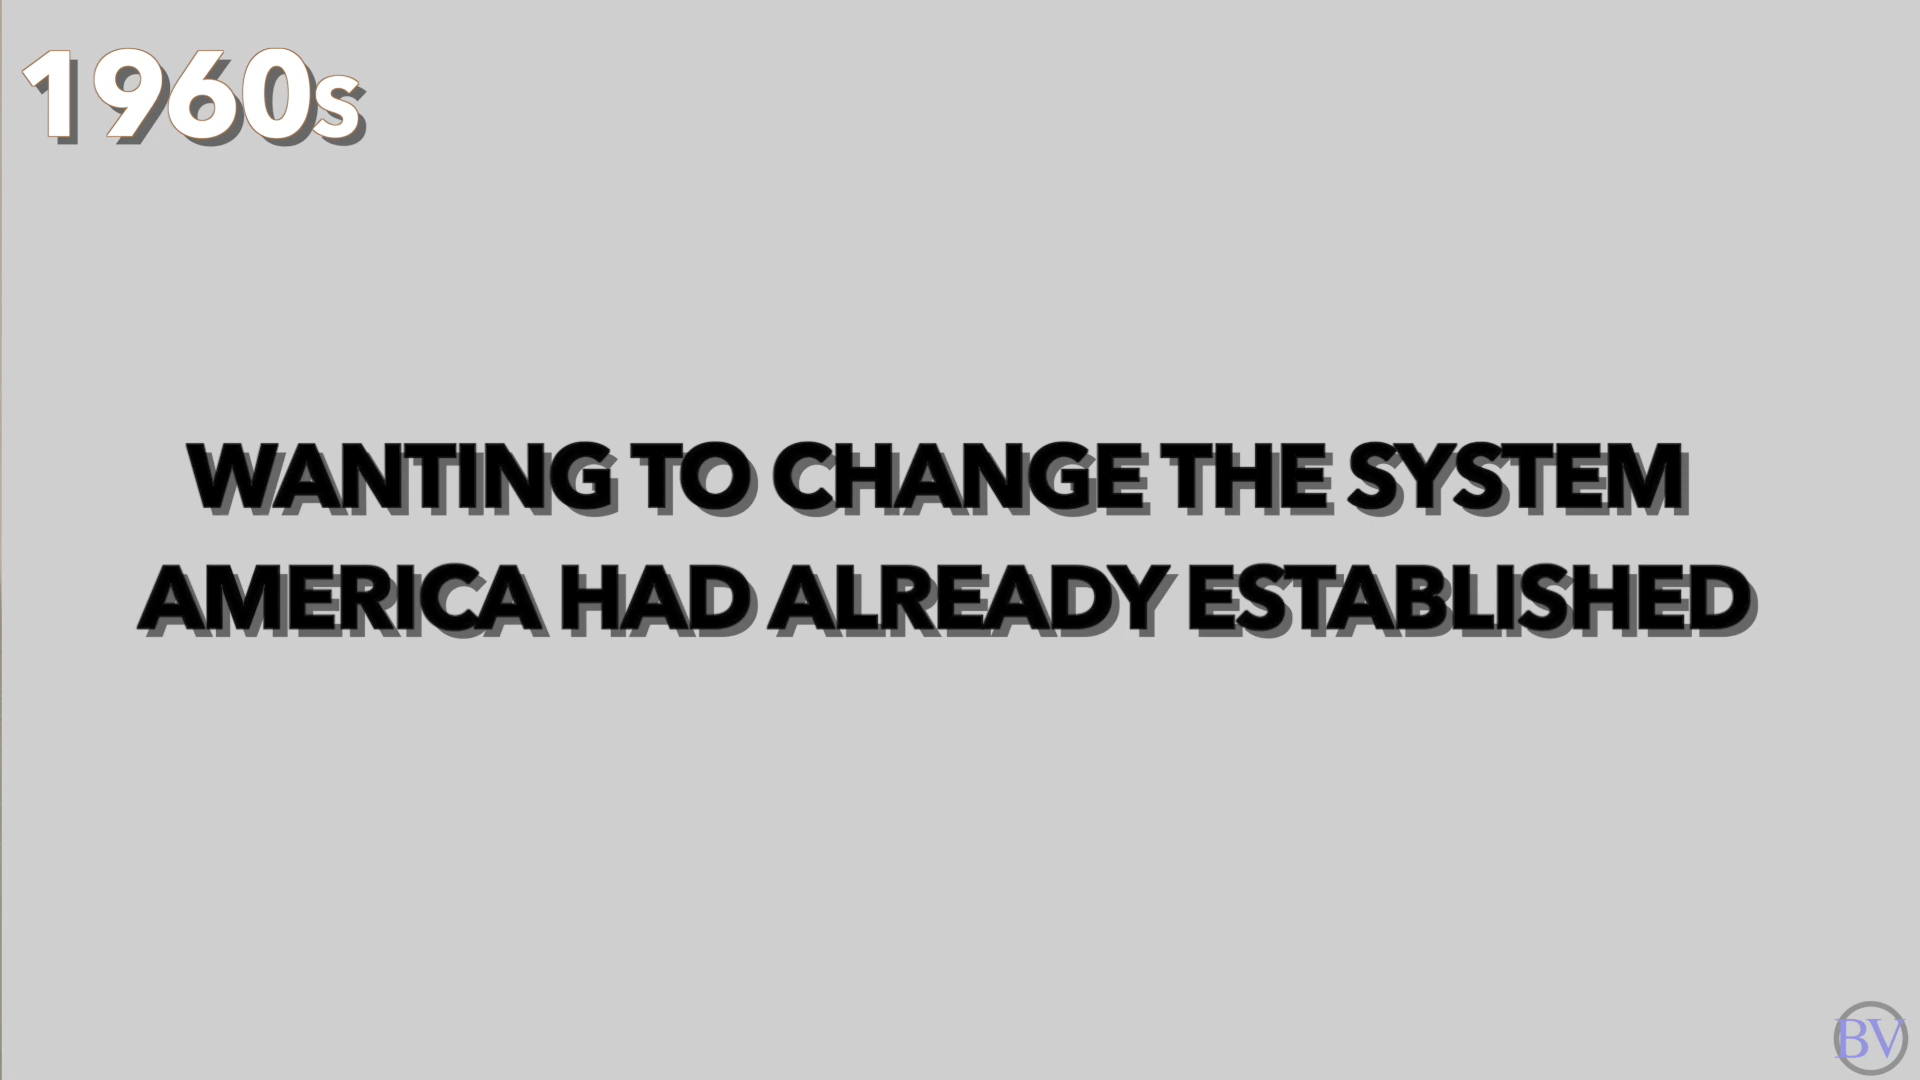 1960s
WANTING TO CHANGE THE SYSTEM
AMERICA HAD ALREADY ESTABLISHED
BV